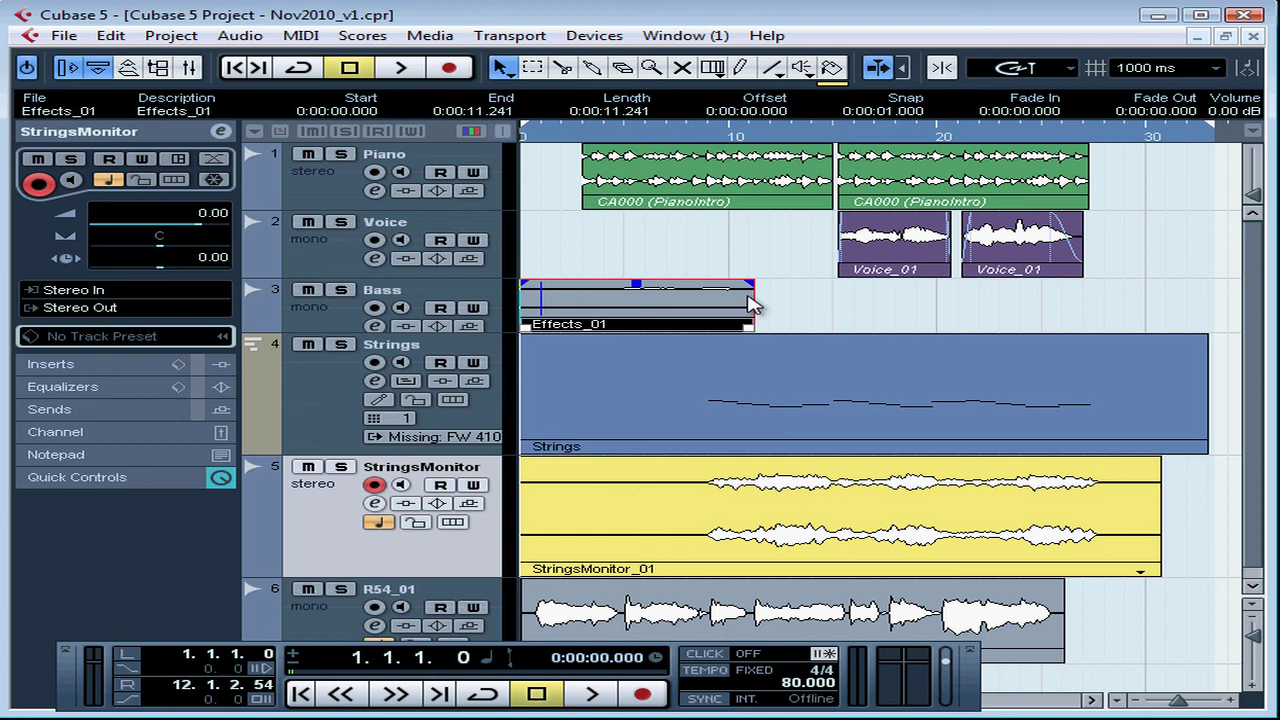 Cubase 5 - [Cubase 5 Project - Nov2010_v1.cpr]
File Edit Project Audio MIDI Scores Media Transport Devices Window (1) Help
1000 ms
File Description Start End Length Offset Snap Fade In Fade Out Volume
Effects_01 Effects_01 0:00:00.000 0:00:11.241 0:00:11.241 0:00:00.000 0:00:01.000 0:00:00.000 0:00:00.000 0.00 dB
StringsMonitor e
M S R W
0.00
C
0.00
Stereo In
Stereo Out
No Track Preset
Inserts
Equalizers
Sends
Channel
Notepad
Quick Controls
M S R W
0 10 20 30
1 M S Piano
stereo R W
e
CA000 (PianoIntro) CA000 (PianoIntro)
2 M S Voice
mono R W
e
Voice_01 Voice_01
3 M S Bass
mono R W
e
Effects_01
4 M S Strings
R W
e
1
Missing: FW 410
Strings
5 M S StringsMonitor
stereo R W
e
StringsMonitor_01
6 M S R54_01
mono R W
e
L 1. 1. 1. 0
0. 0
R 12. 1. 2. 54
0. 0
1. 1. 1. 0 0:00:00.000
CLICK OFF
TEMPO FIXED 4/4
80.000
SYNC INT. Offline